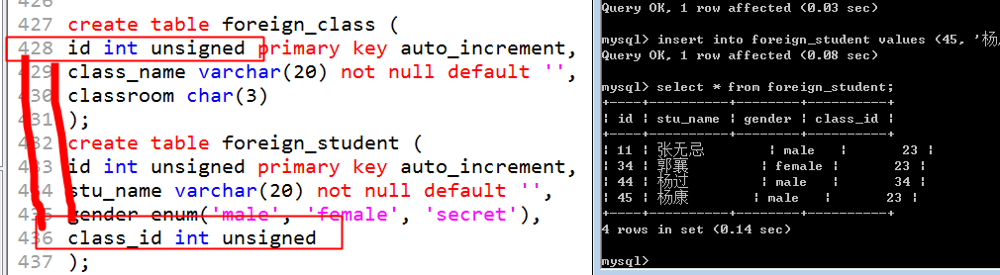 426
427 create table foreign_class (
428 id int unsigned primary key auto_increment,
429 class_name varchar(20) not null default '',
430 classroom char(3)
431 );
432 create table foreign_student (
433 id int unsigned primary key auto_increment,
434 stu_name varchar(20) not null default '',
435 gender enum('male', 'female', 'secret'),
436 class_id int unsigned
437 );
Query OK, 1 row affected (0.03 sec)
mysql> insert into foreign_student values (45, '杨
Query OK, 1 row affected (0.08 sec)
mysql> select * from foreign_student;
+----+----------+--------+----------+
| id | stu_name | gender | class_id |
+----+----------+--------+----------+
| 11 | 张无忌 | male | 23 |
| 34 | 郭襄 | female | 23 |
| 44 | 杨过 | male | 34 |
| 45 | 杨康 | male | 23 |
+----+----------+--------+----------+
4 rows in set (0.14 sec)
mysql>